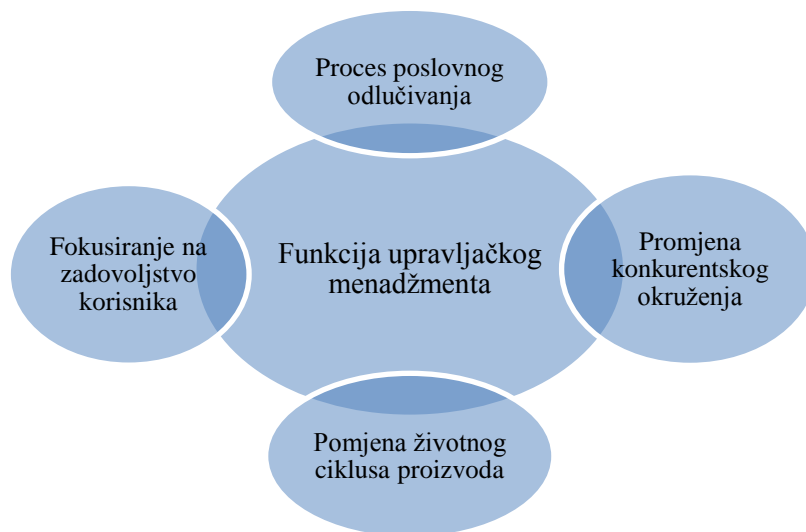 Proces poslovnog
odlučivanja
Fokusiranje na
zadovoljstvo
korisnika
Funkcija upravljačkog
menadžmenta
Promjena
konkurentskog
okruženja
Pomjena životnog
ciklusa proizvoda